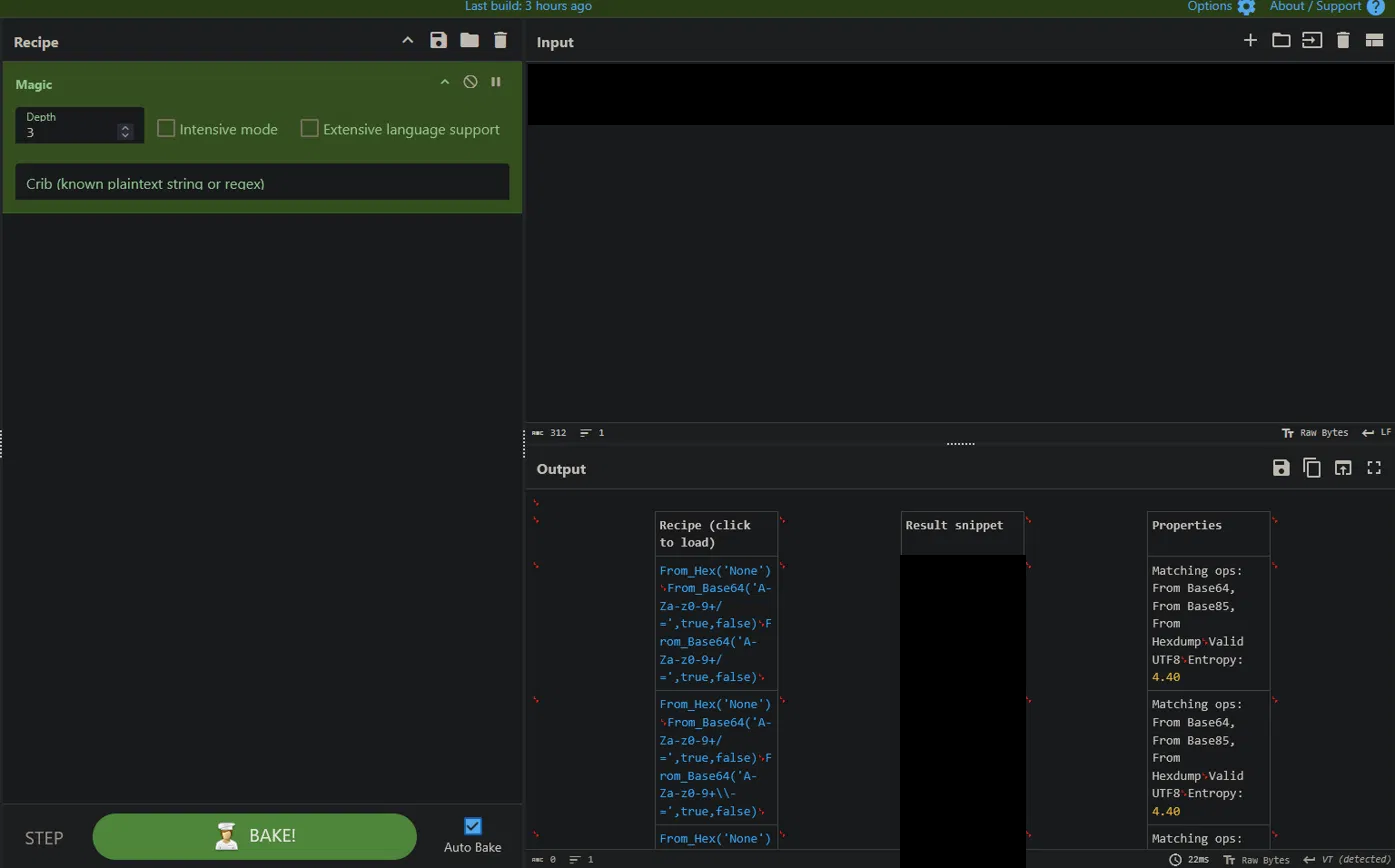 Last build: 3 hours ago
Options
About / Support
Recipe
Magic
Depth
3
Intensive mode
Extensive language support
Crib (known plaintext string or regex)
STEP
BAKE!
Auto Bake
Input
312
1
Raw Bytes
LF
Output
Recipe (click
to load)
Result snippet
Properties
From_Hex('None')
From_Base64('A-
Za-z0-9+/
=',true,false)F
rom_Base64('A-
Za-z0-9+/
=',true,false)
Matching ops:
From Base64,
From Base85,
From
Hexdump Valid
UTF8 Entropy:
4.40
From_Hex('None')
From_Base64('A-
Za-z0-9+/
=',true,false)F
rom_Base64('A-
Za-z0-9+\\-
=',true,false)
Matching ops:
From Base64,
From Base85,
From
Hexdump Valid
UTF8 Entropy:
4.40
From_Hex('None')
Matching ops:
0
1
22ms
Raw Bytes
VT (detected)